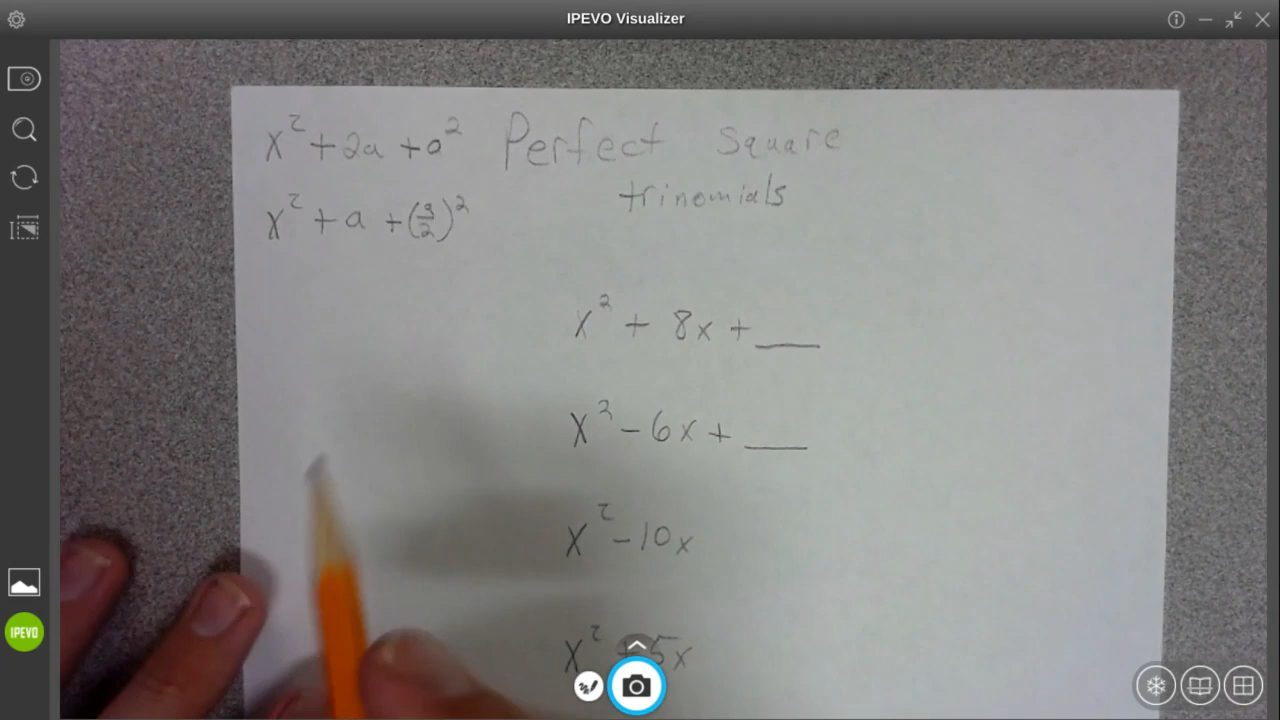 IPEVO Visualizer
x² + 2a + a² Perfect Square
trinomials
x² + a + (a/2)²
x² + 8x + ___
x² - 6x + ___
x² - 10x
x² + 5x
IPEVO